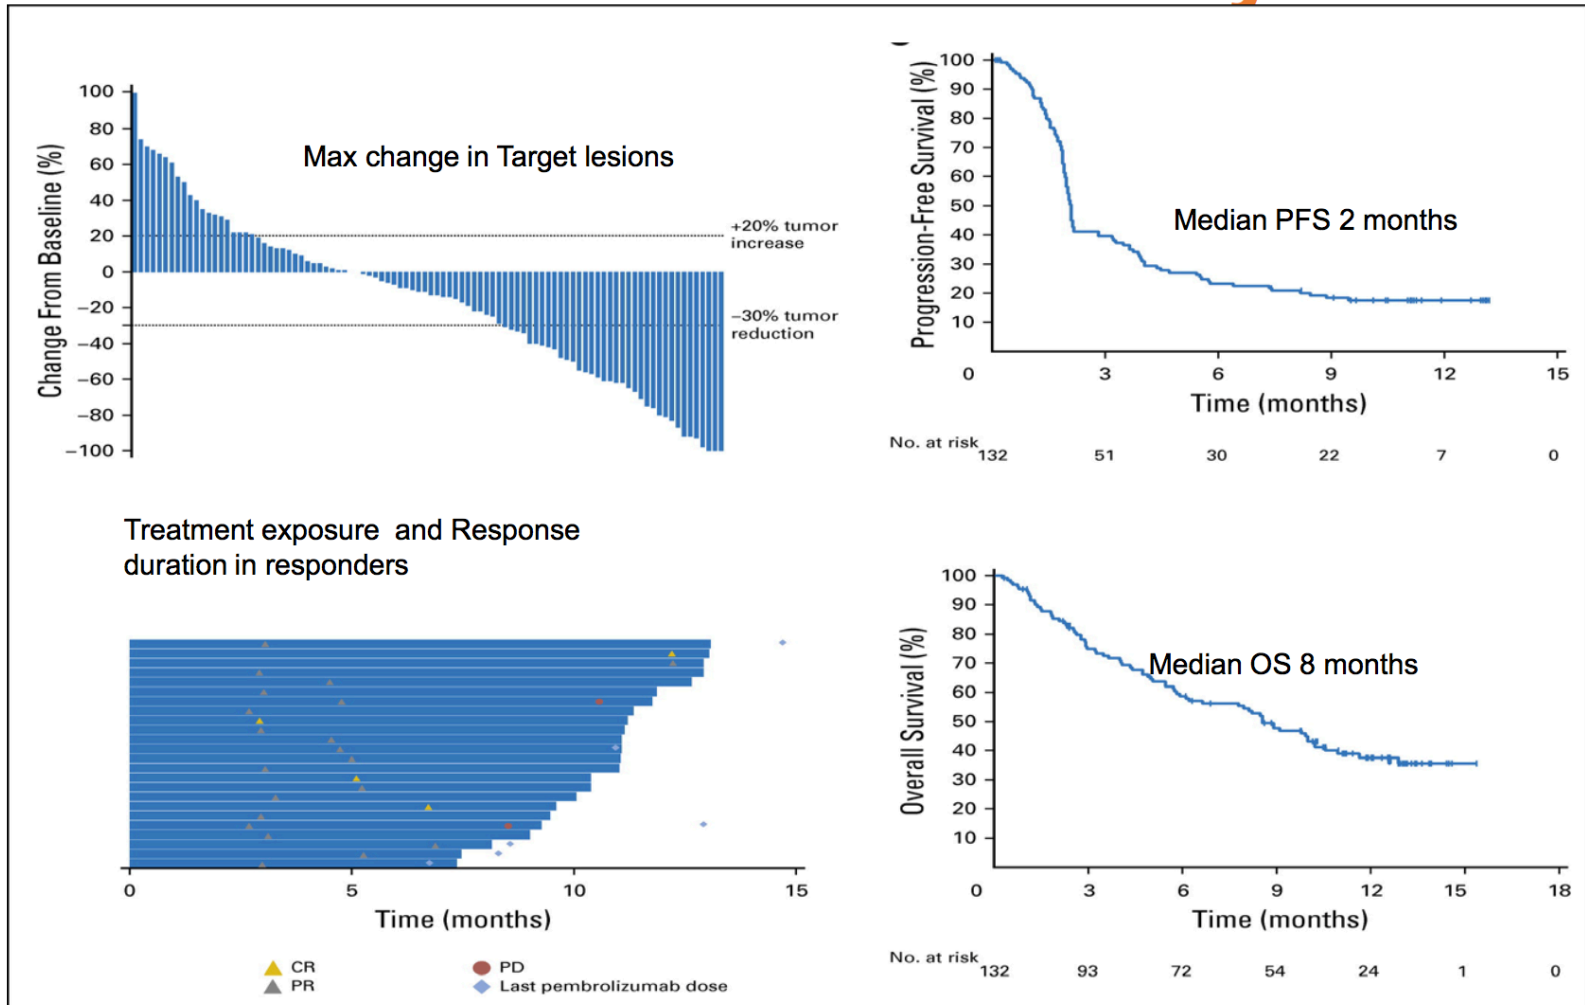 Change From Baseline (%)
100
80
60
40
20
0
–20
–40
–60
–80
–100
Max change in Target lesions
+20% tumor
increase
–30% tumor
reduction
Progression-Free Survival (%)
100
90
80
70
60
50
40
30
20
10
Median PFS 2 months
0 3 6 9 12 15
Time (months)
No. at risk
132 51 30 22 7 0
Treatment exposure and Response
duration in responders
0 5 10 15
Time (months)
CR
PR
PD
Last pembrolizumab dose
Overall Survival (%)
100
90
80
70
60
50
40
30
20
10
Median OS 8 months
0 3 6 9 12 15 18
Time (months)
No. at risk
132 93 72 54 24 1 0